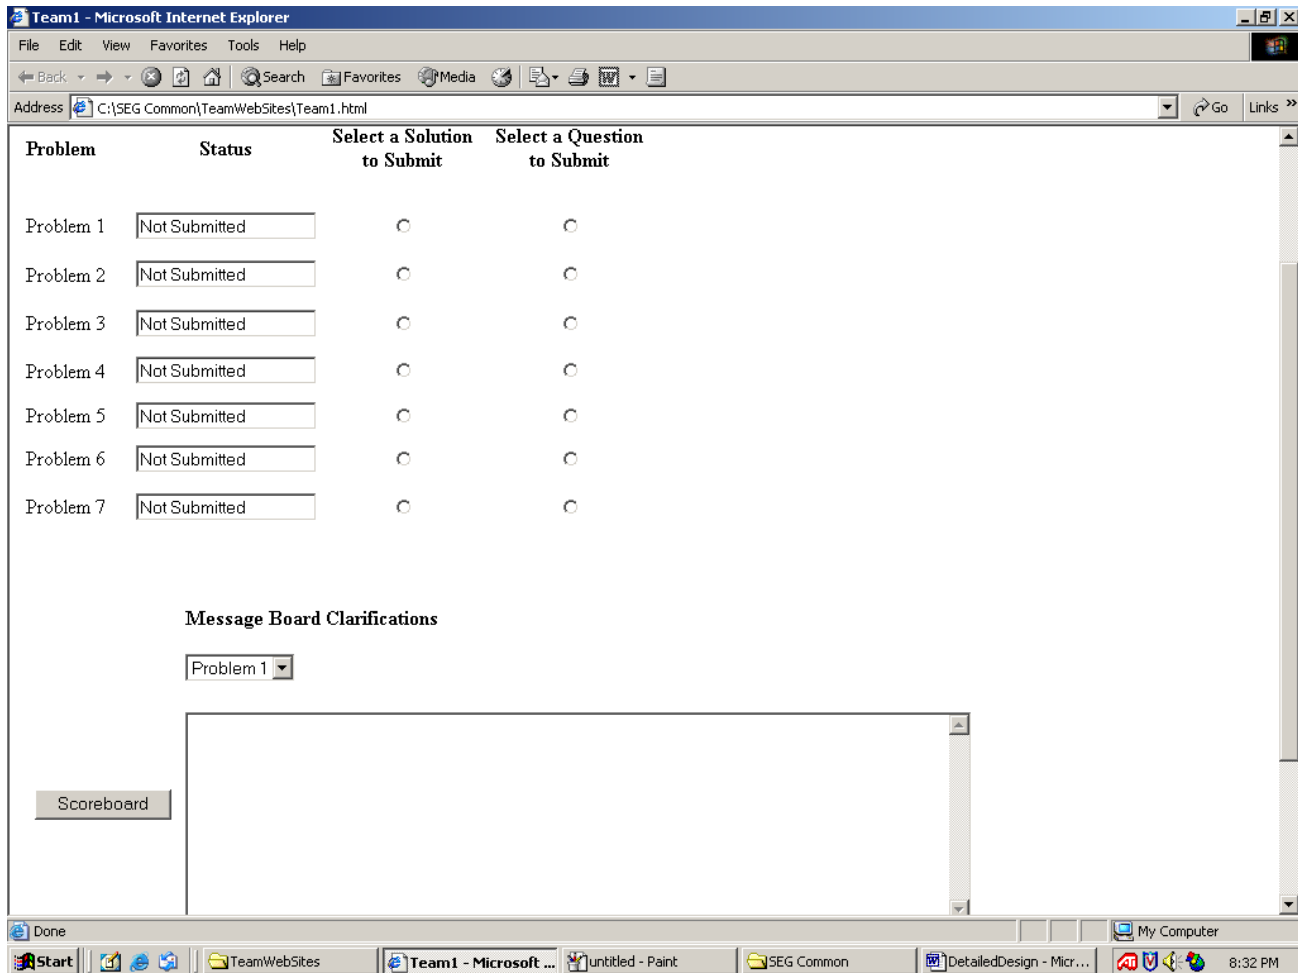 Team1 - Microsoft Internet Explorer
File Edit View Favorites Tools Help
Back Search Favorites Media
Address C:\SEG Common\TeamWebSites\Team1.html Go Links »
Problem Status Select a Solution to Submit Select a Question to Submit
Problem 1 Not Submitted
Problem 2 Not Submitted
Problem 3 Not Submitted
Problem 4 Not Submitted
Problem 5 Not Submitted
Problem 6 Not Submitted
Problem 7 Not Submitted
Message Board Clarifications
Problem 1
Scoreboard
Done My Computer
Start TeamWebSites Team1 - Microsoft ... untitled - Paint SEG Common DetailedDesign - Micr... 8:32 PM